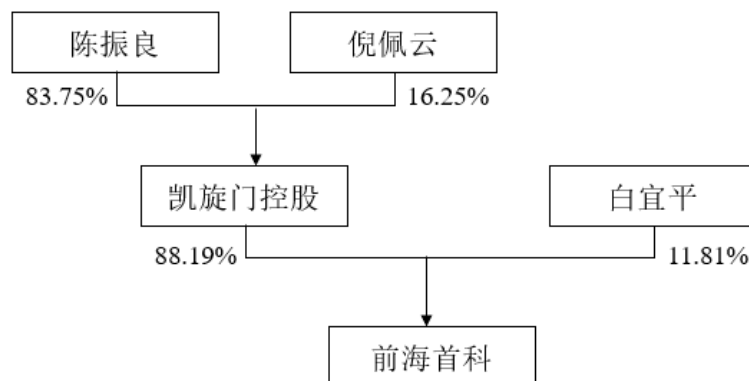 陈振良
倪佩云
83.75%
16.25%
凯旋门控股
白宜平
88.19%
11.81%
前海首科